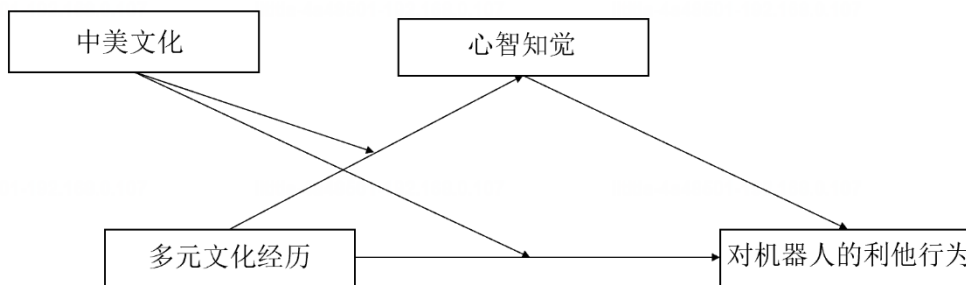 中美文化
心智知觉
多元文化经历
对机器人的利他行为